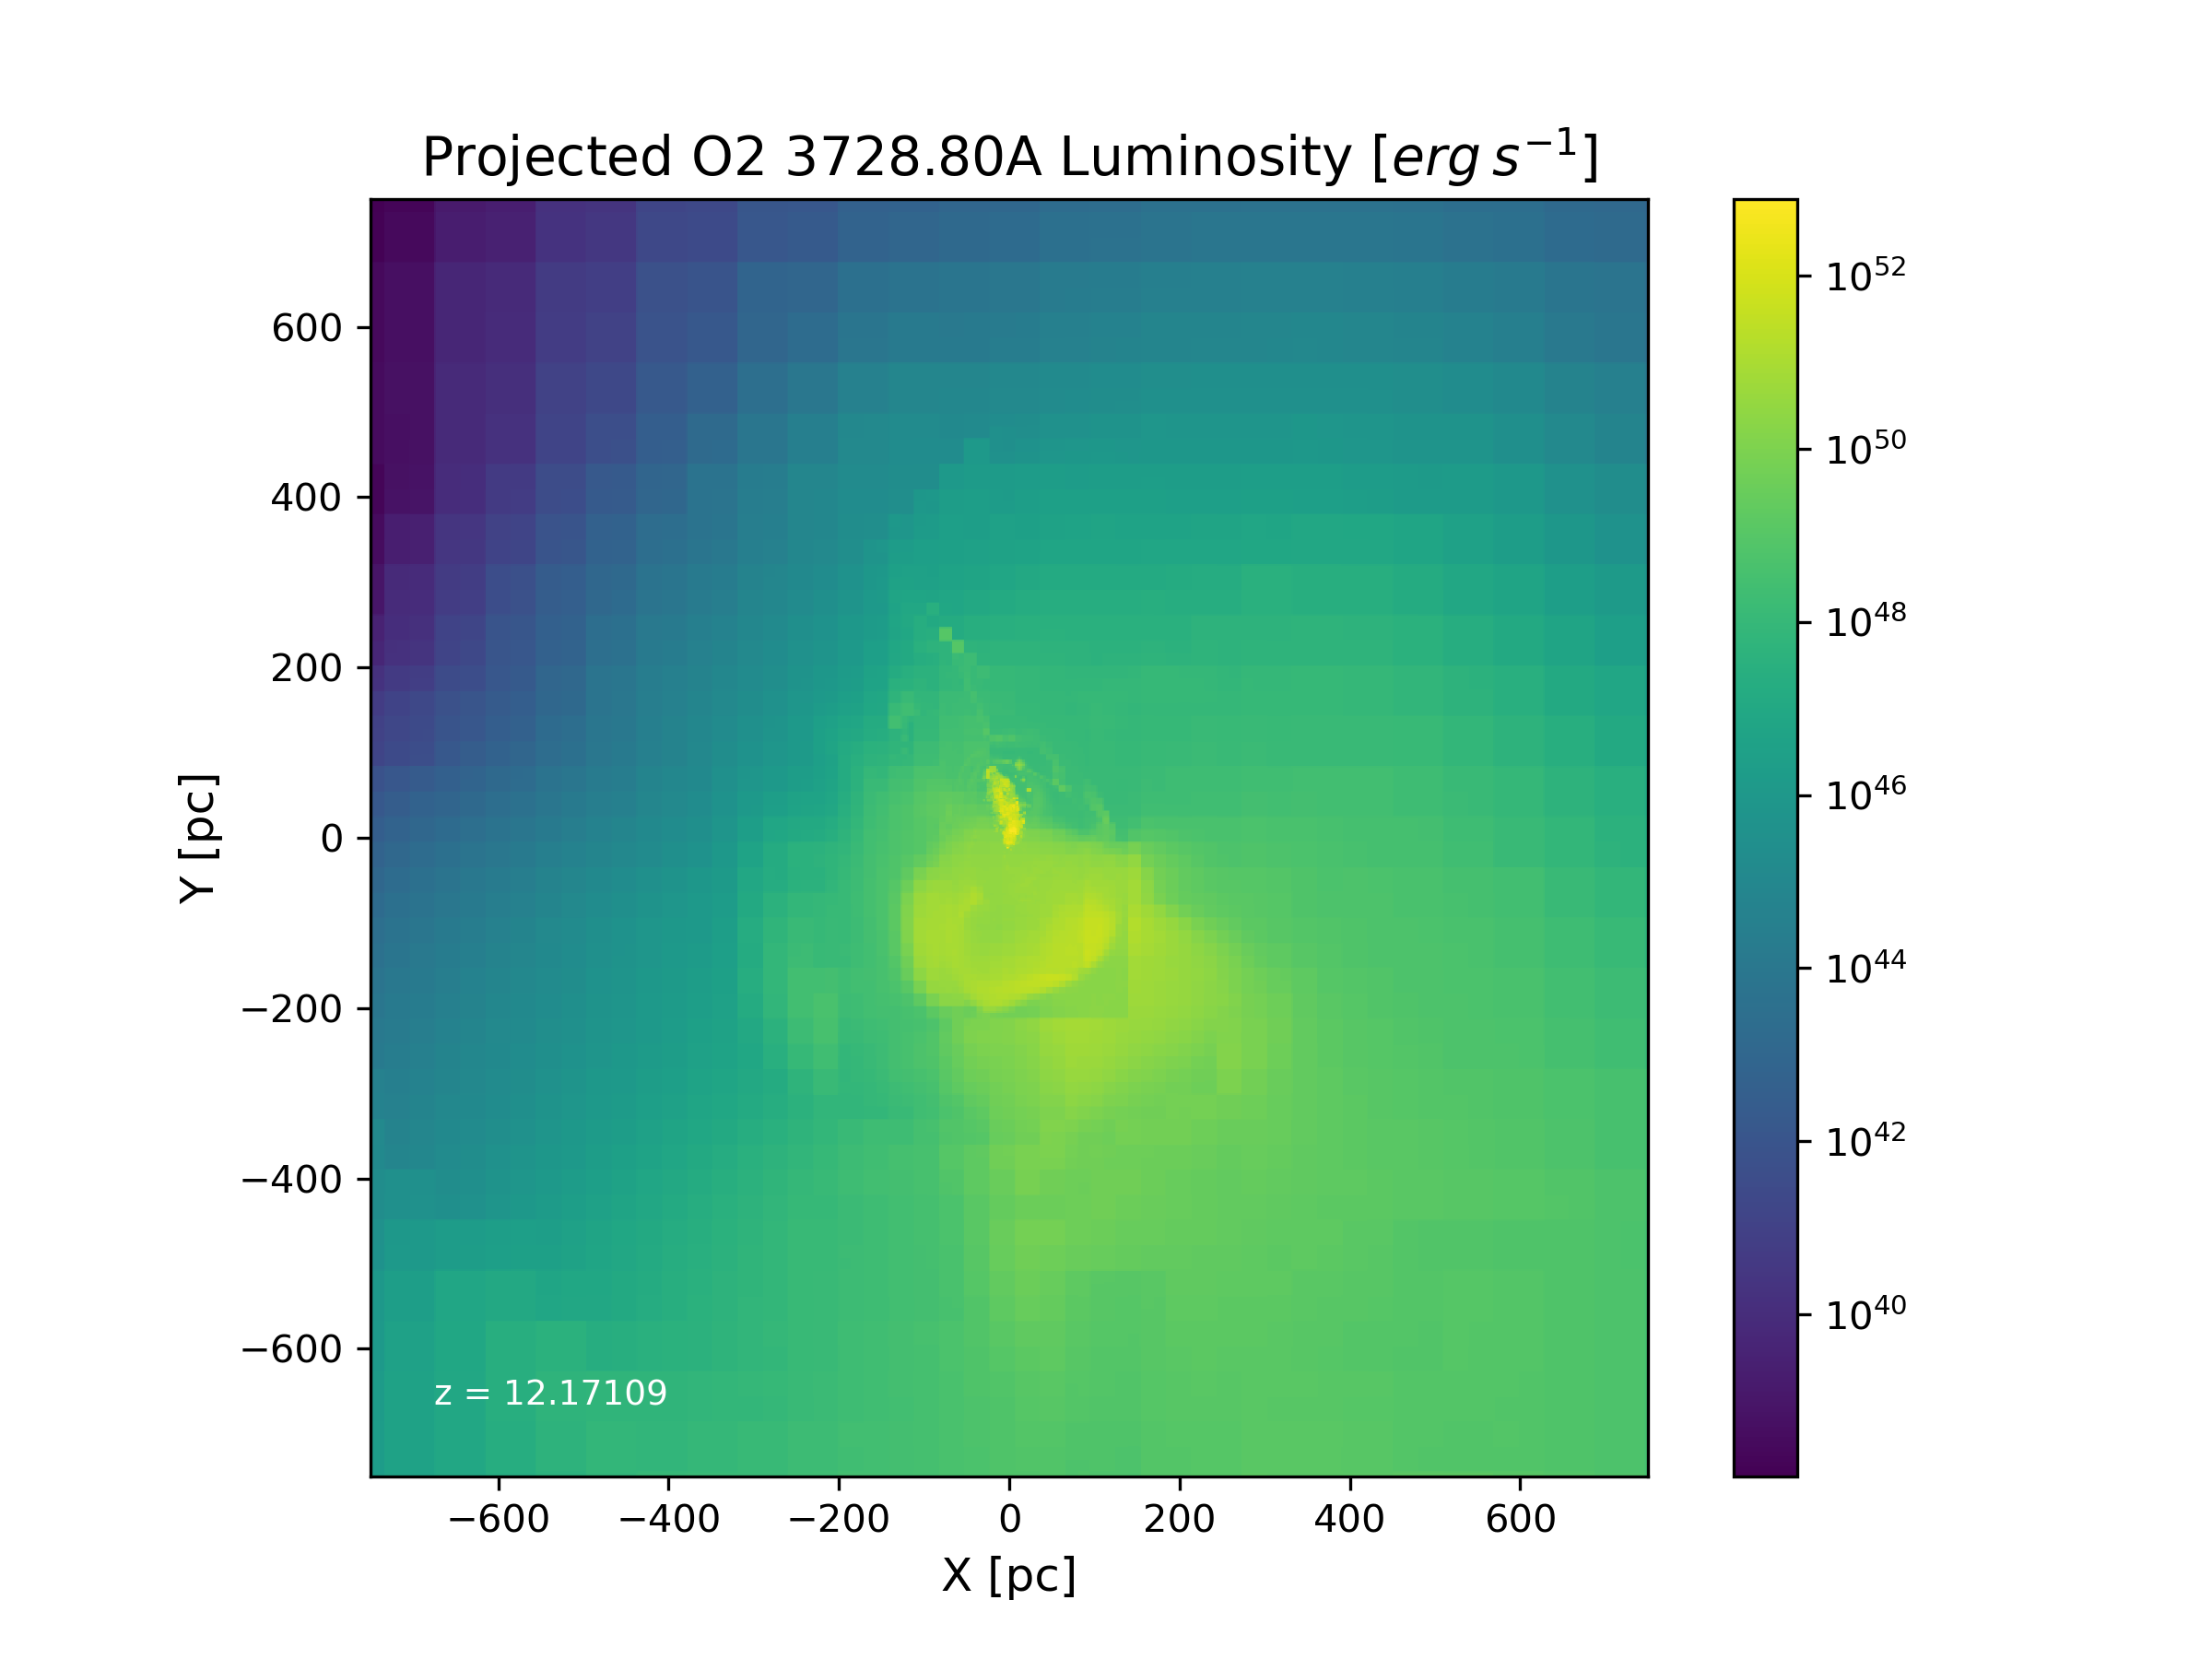 Projected O2 3728.80A Luminosity [erg s⁻¹]
Y [pc]
600
400
200
0
−200
−400
−600
z = 12.17109
−600 −400 −200 0 200 400 600
X [pc]
10⁵²
10⁵⁰
10⁴⁸
10⁴⁶
10⁴⁴
10⁴²
10⁴⁰